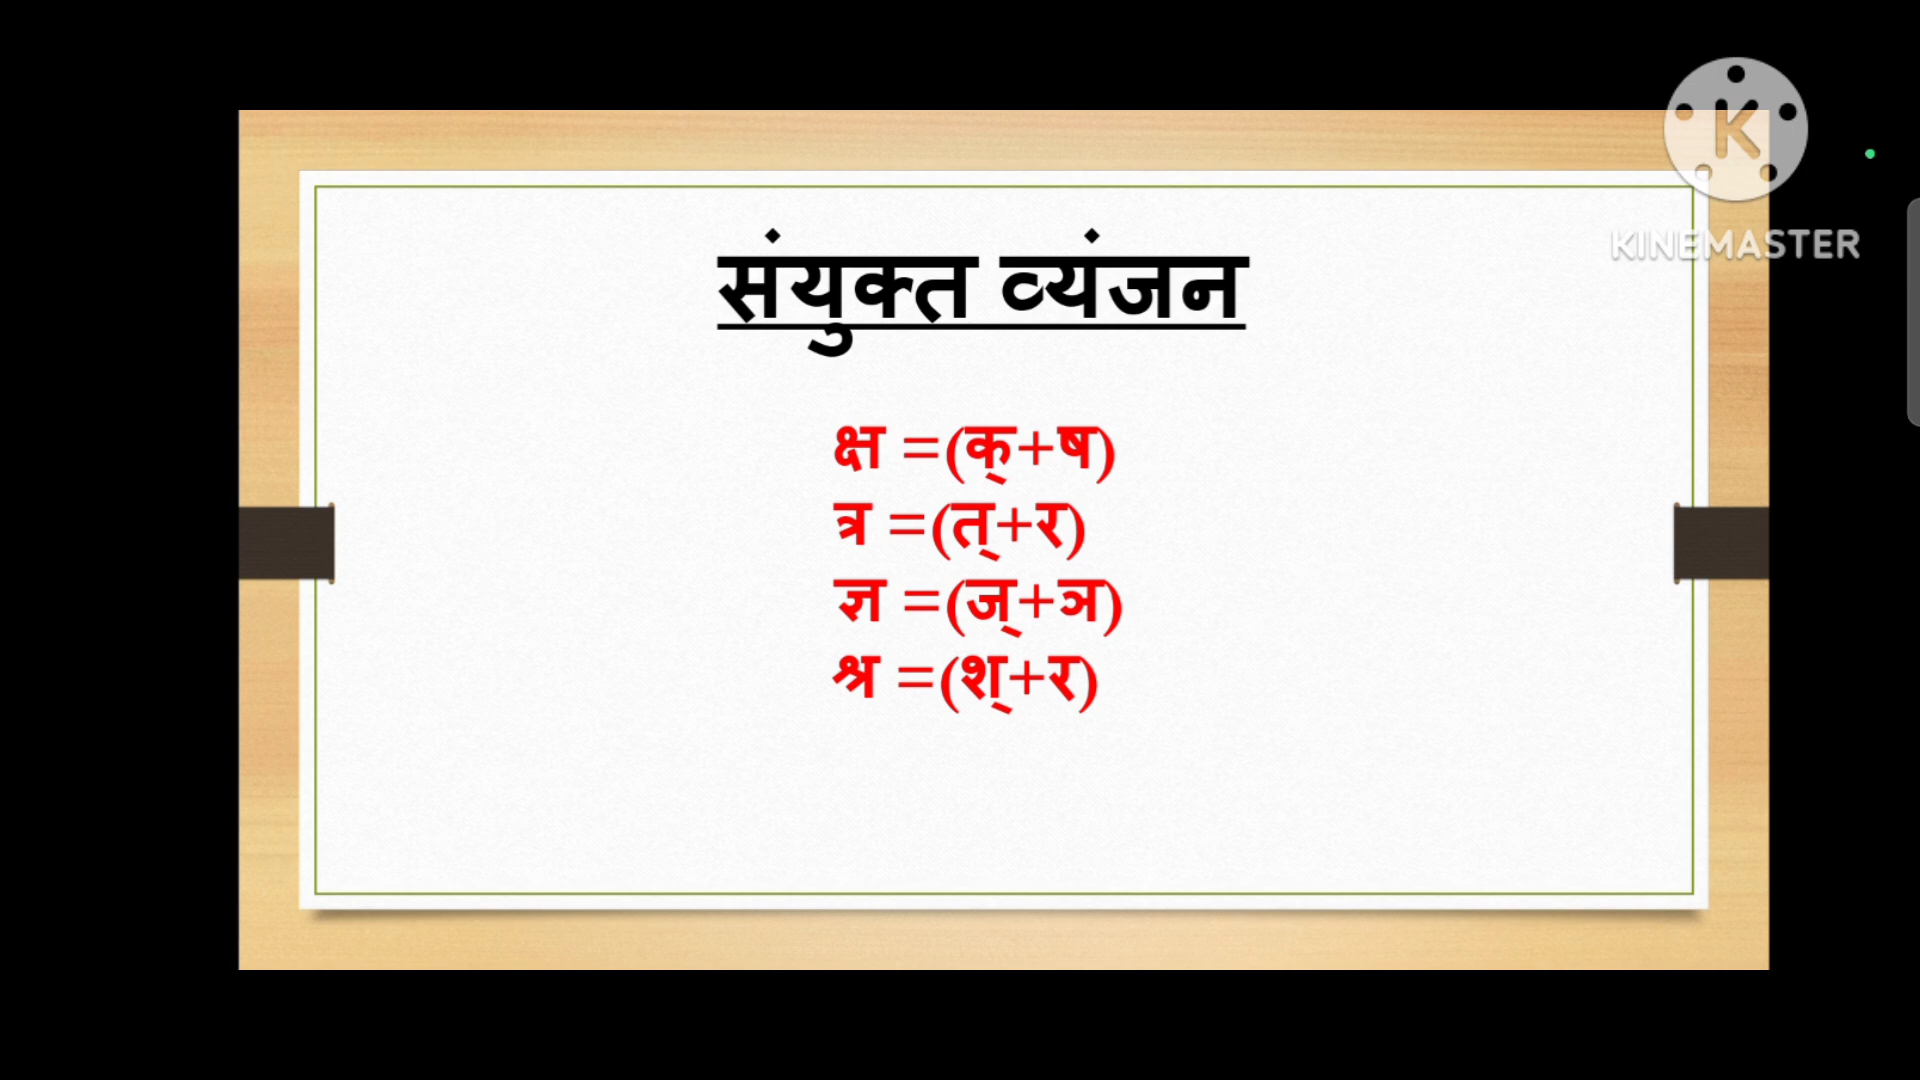 संयुक्त व्यंजन
क्ष =(क्+ष)
त्र =(त्+र)
ज्ञ =(ज्+ञ)
श्र =(श्+र)
K
KINEMASTER